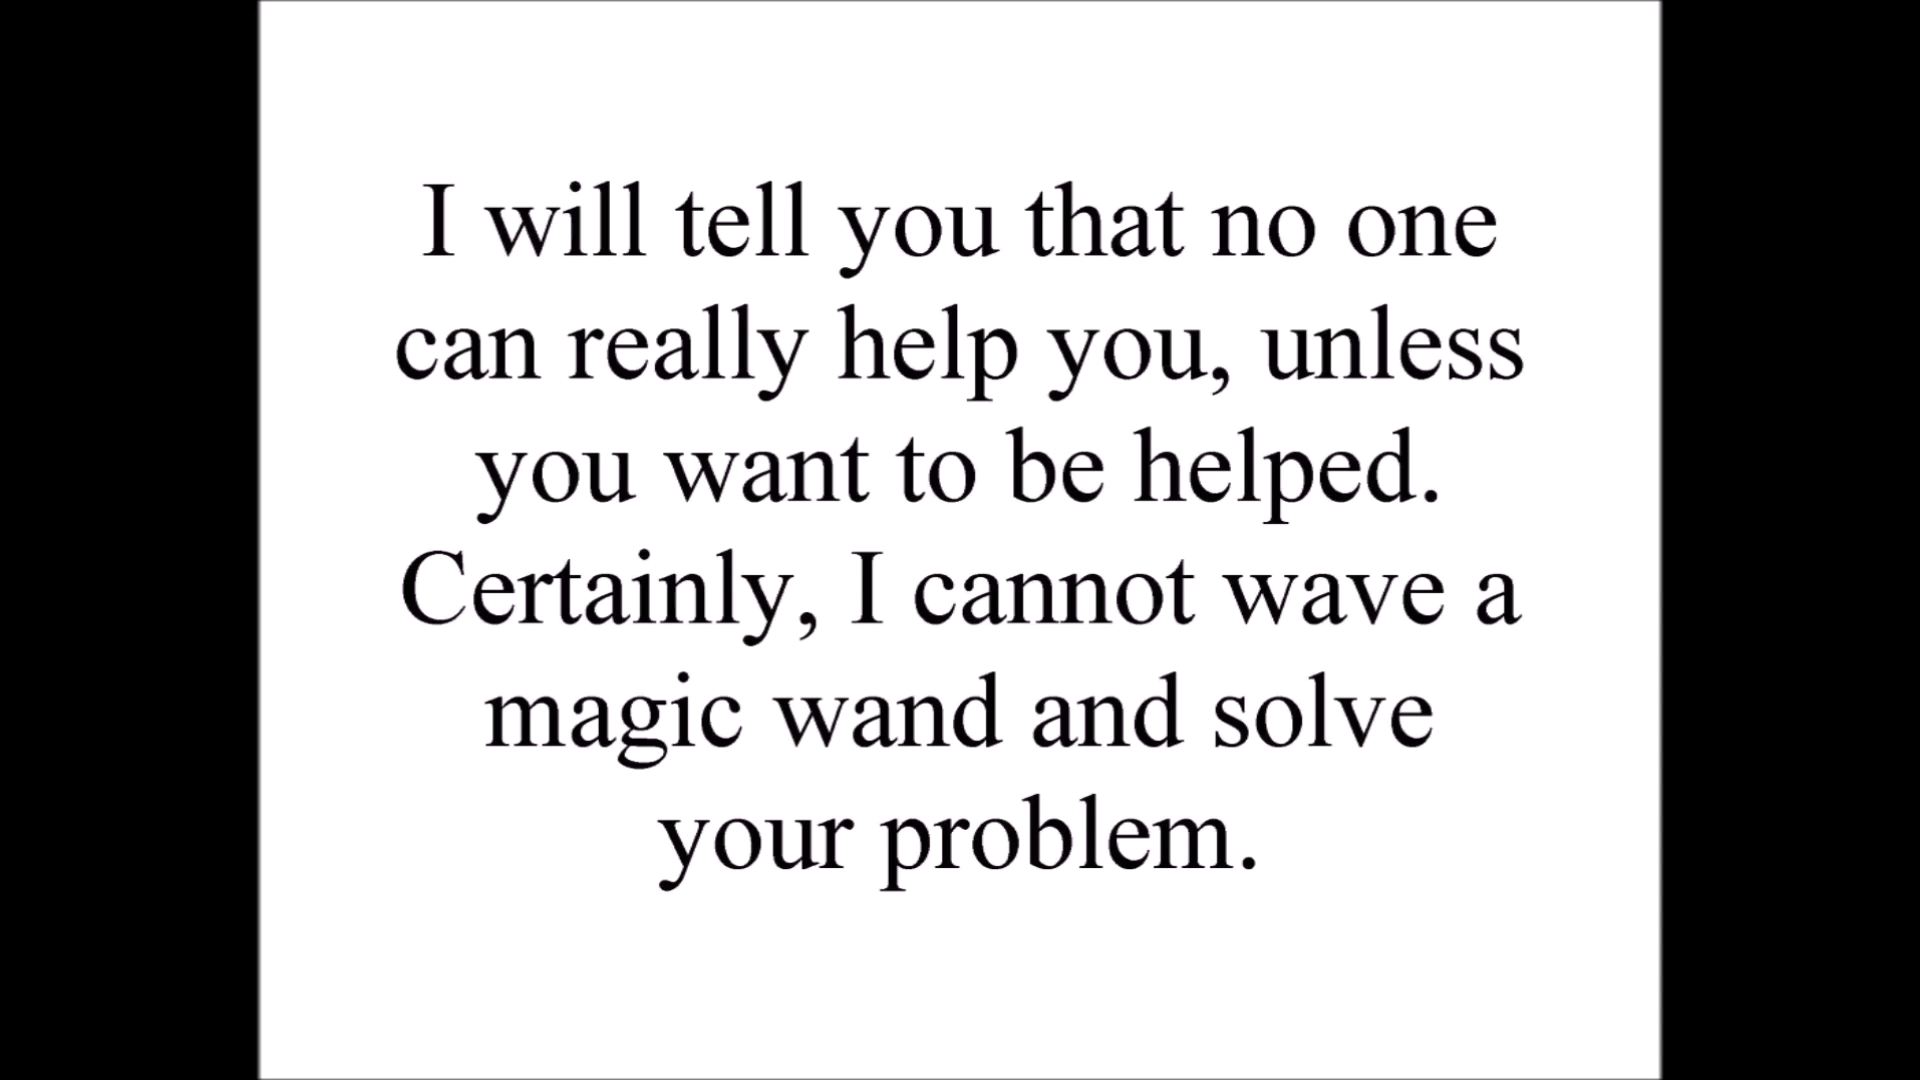 I will tell you that no one
can really help you, unless
you want to be helped.
Certainly, I cannot wave a
magic wand and solve
your problem.